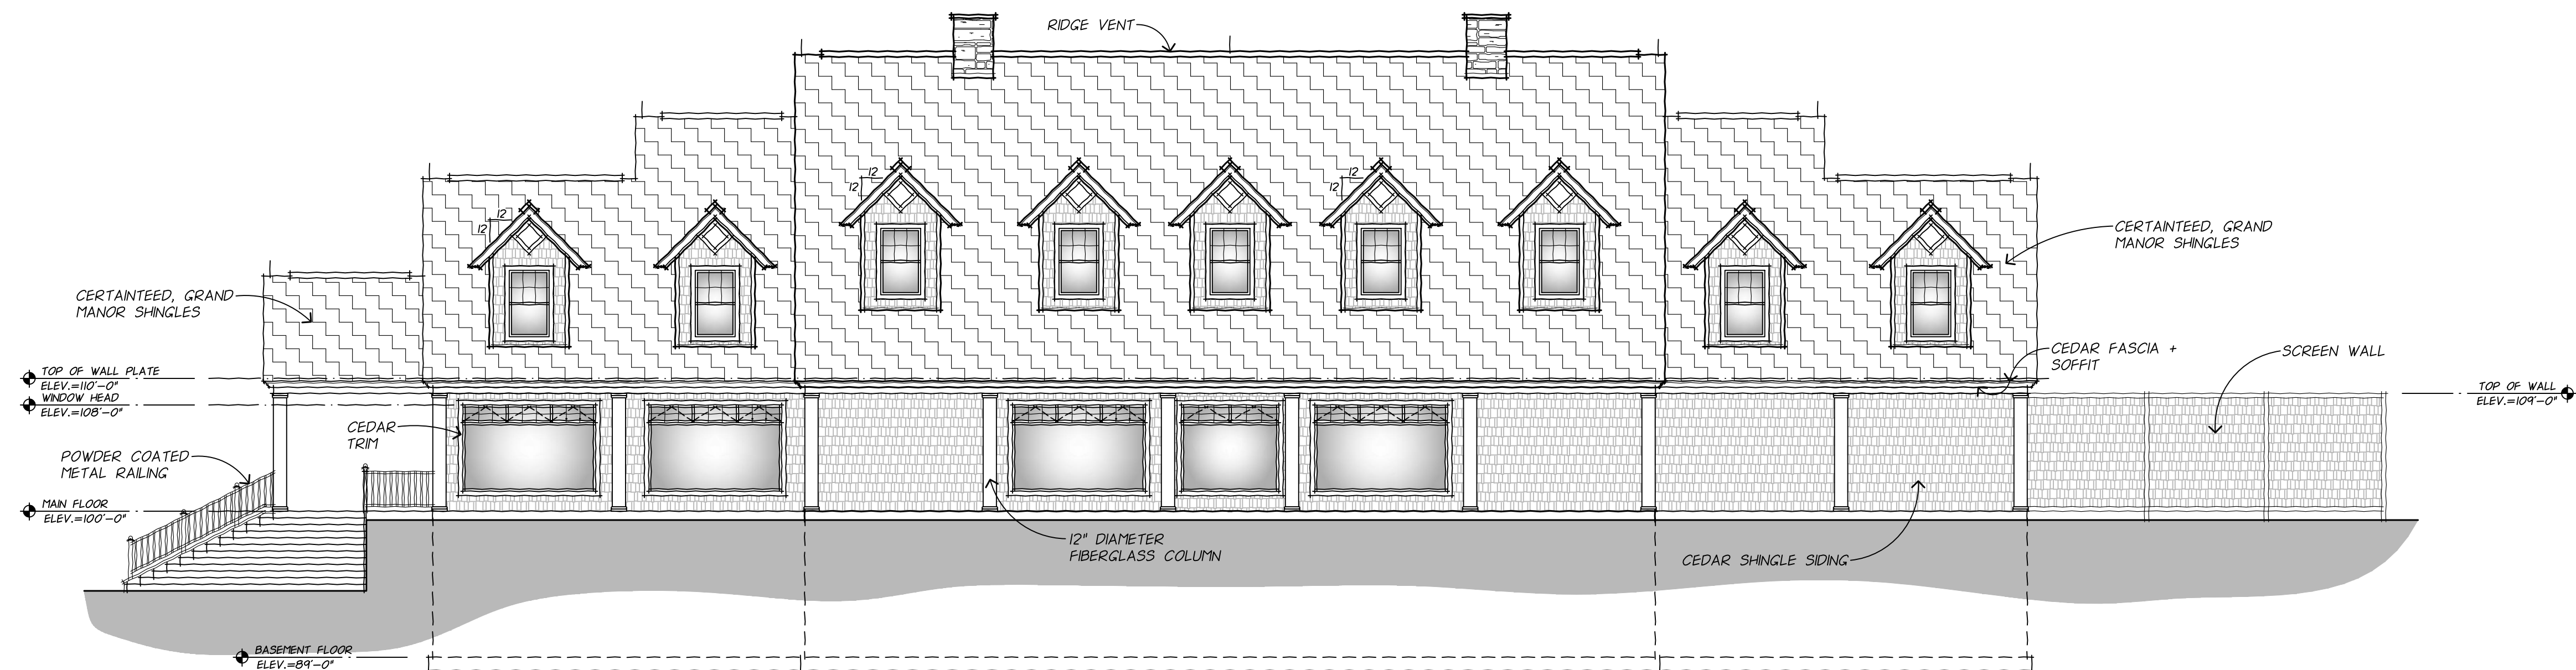 RIDGE VENT
12
12
12
12
12
12
CERTAINTEED, GRAND
MANOR SHINGLES
CERTAINTEED, GRAND
MANOR SHINGLES
CEDAR FASCIA +
SOFFIT
SCREEN WALL
TOP OF WALL PLATE
ELEV.=110'-0"
WINDOW HEAD
ELEV.=108'-0"
TOP OF WALL
ELEV.=109'-0"
CEDAR
TRIM
POWDER COATED
METAL RAILING
MAIN FLOOR
ELEV.=100'-0"
12" DIAMETER
FIBERGLASS COLUMN
CEDAR SHINGLE SIDING
BASEMENT FLOOR
ELEV.=89'-0"